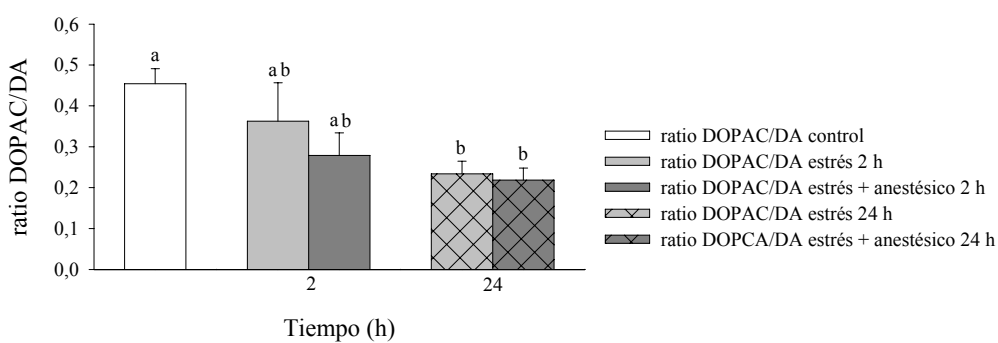 0,6
0,5
0,4
0,3
0,2
0,1
0,0
ratio DOPAC/DA
a
a b
a b
b
b
2
24
Tiempo (h)
ratio DOPAC/DA control
ratio DOPAC/DA estrés 2 h
ratio DOPAC/DA estrés + anestésico 2 h
ratio DOPAC/DA estrés 24 h
ratio DOPCA/DA estrés + anestésico 24 h